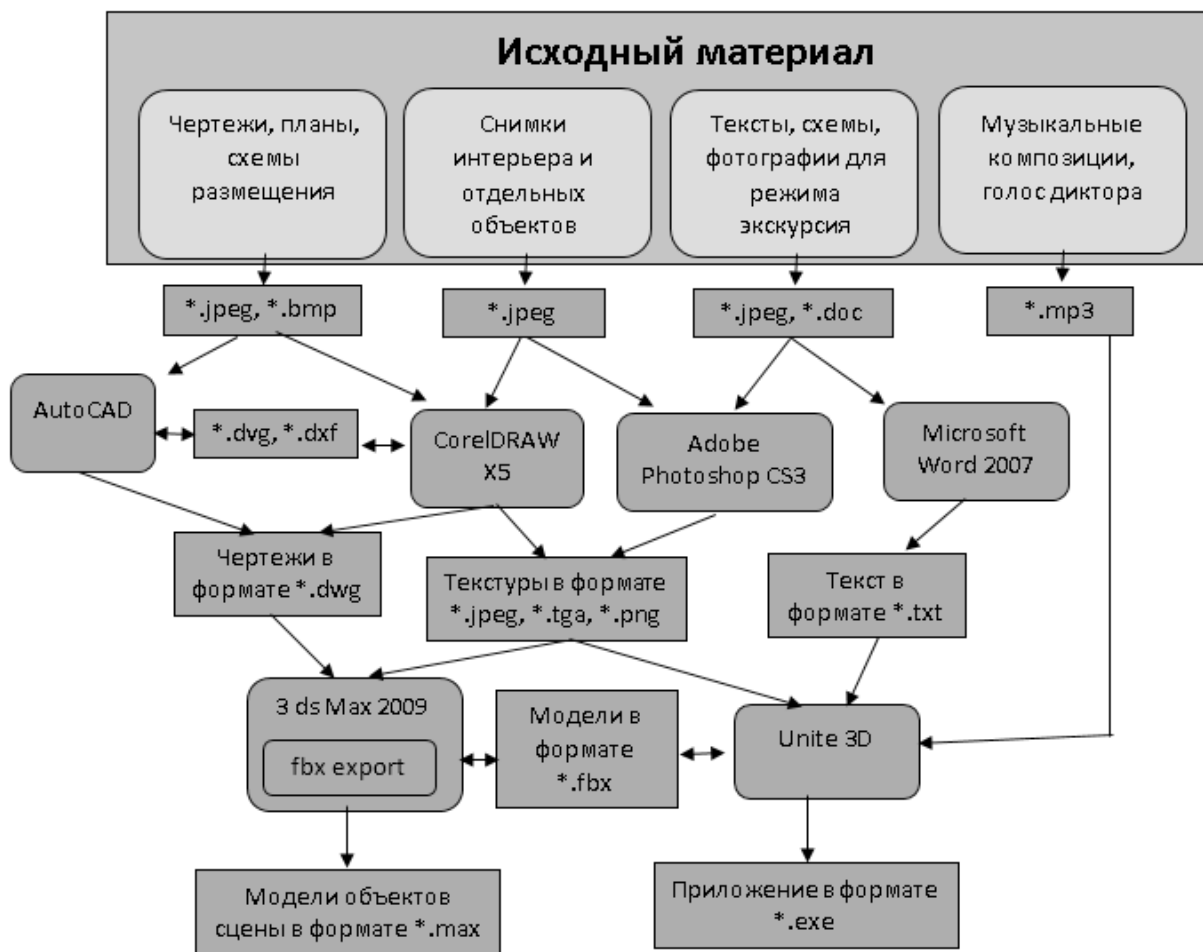 Исходный материал
Чертежи, планы,
схемы
размещения
Снимки
интерьера и
отдельных
объектов
Тексты, схемы,
фотографии для
режима
экскурсия
Музыкальные
композиции,
голос диктора
*.jpeg, *.bmp
*.jpeg
*.jpeg, *.doc
*.mp3
AutoCAD
*.dvg, *.dxf
CorelDRAW
X5
Adobe
Photoshop CS3
Microsoft
Word 2007
Чертежи в
формате *.dwg
Текстуры в формате
*.jpeg, *.tga, *.png
Текст в
формате *.txt
3 ds Max 2009
fbx export
Модели в
формате
*.fbx
Unite 3D
Модели объектов
сцены в формате *.max
Приложение в формате
*.exe